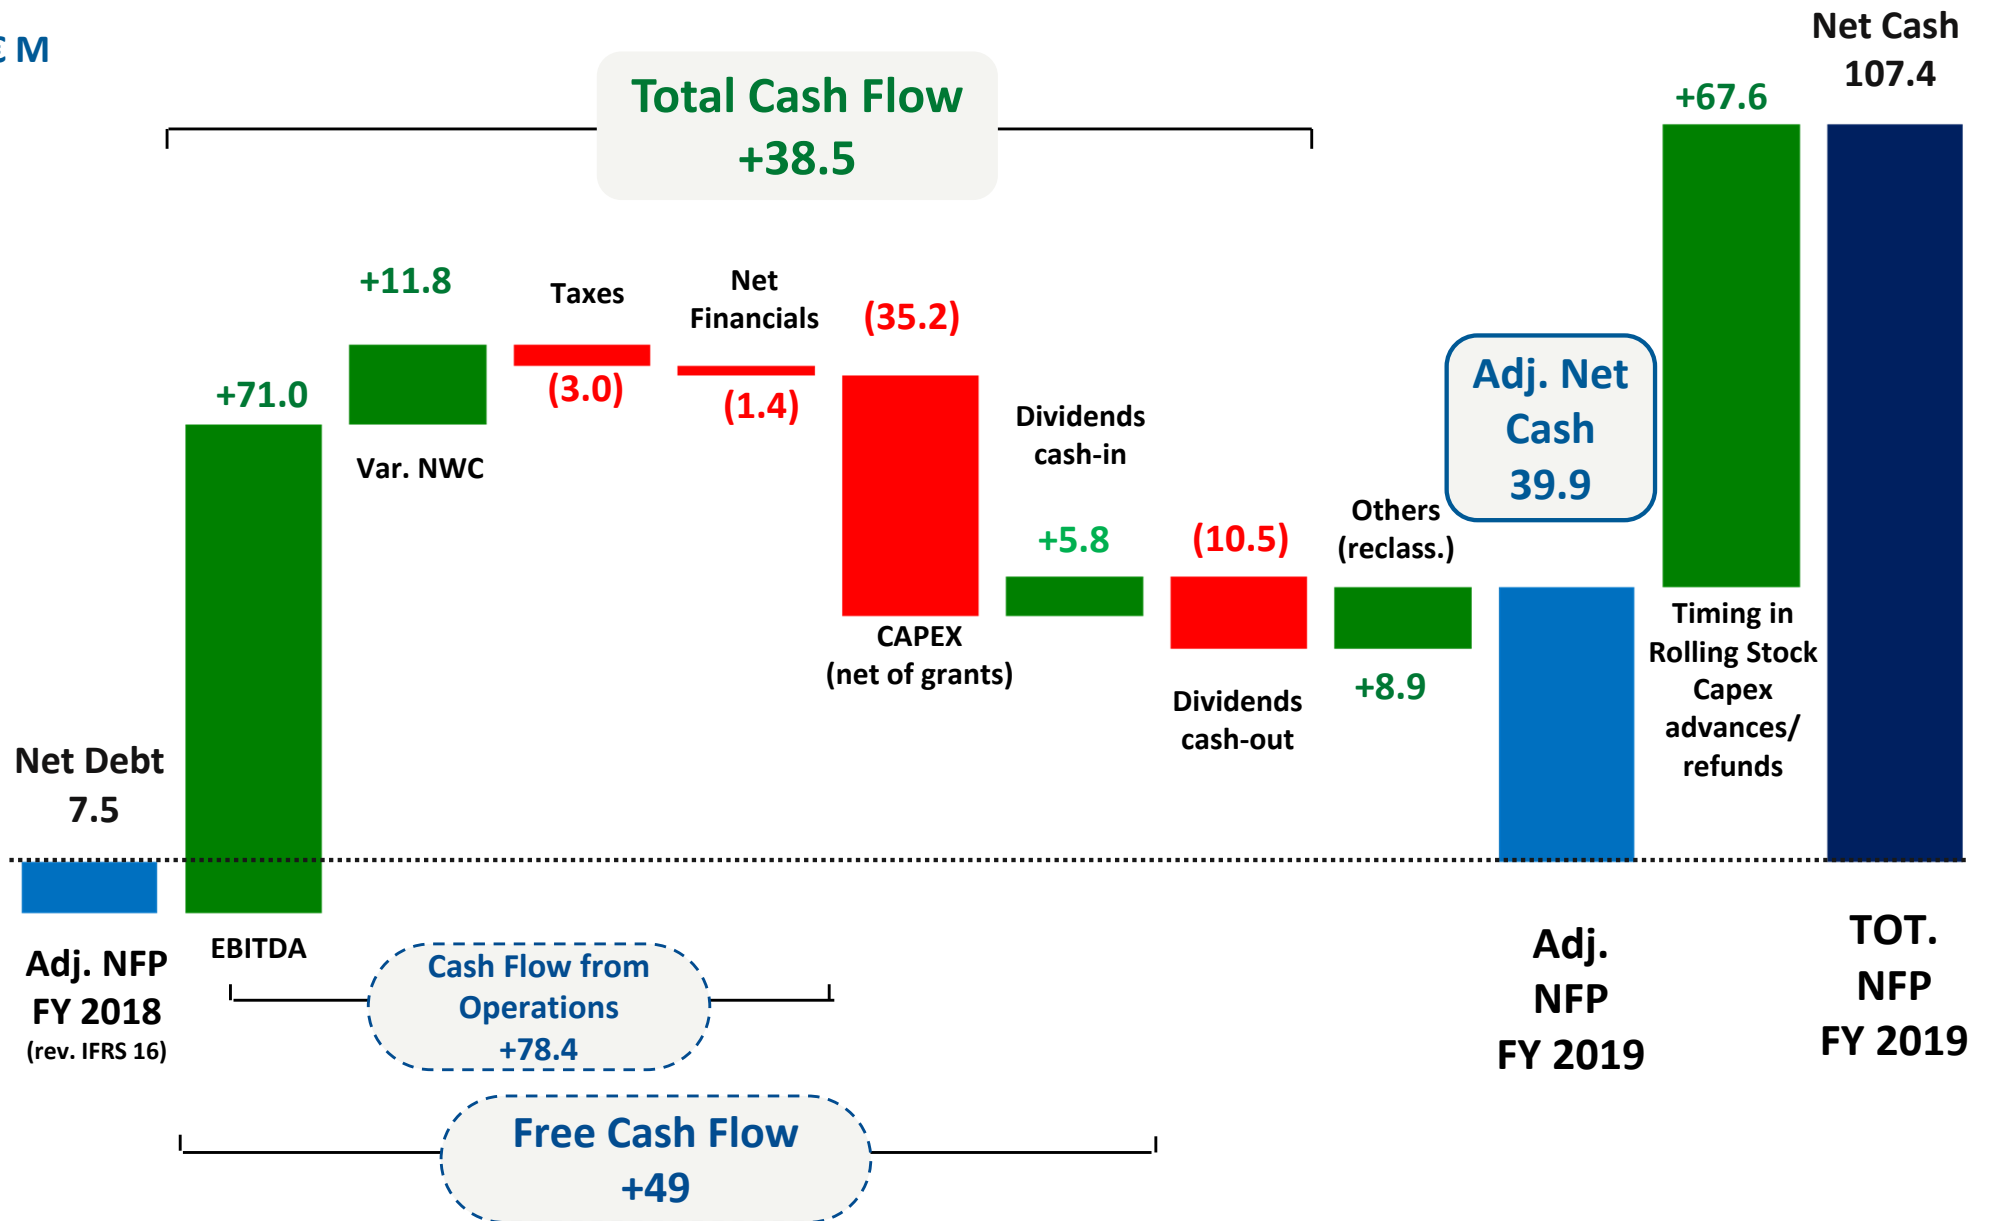 € M
Total Cash Flow
+38.5
Net Cash
107.4
+67.6
+11.8
Taxes
Net
Financials
(35.2)
+71.0
(3.0)
(1.4)
Var. NWC
Dividends
cash-in
Adj. Net
Cash
39.9
+5.8
(10.5)
Others
(reclass.)
CAPEX
(net of grants)
+8.9
Dividends
cash-out
Timing in
Rolling Stock
Capex
advances/
refunds
Net Debt
7.5
Adj. NFP
FY 2018
(rev. IFRS 16)
EBITDA
Cash Flow from
Operations
+78.4
Free Cash Flow
+49
Adj.
NFP
FY 2019
TOT.
NFP
FY 2019